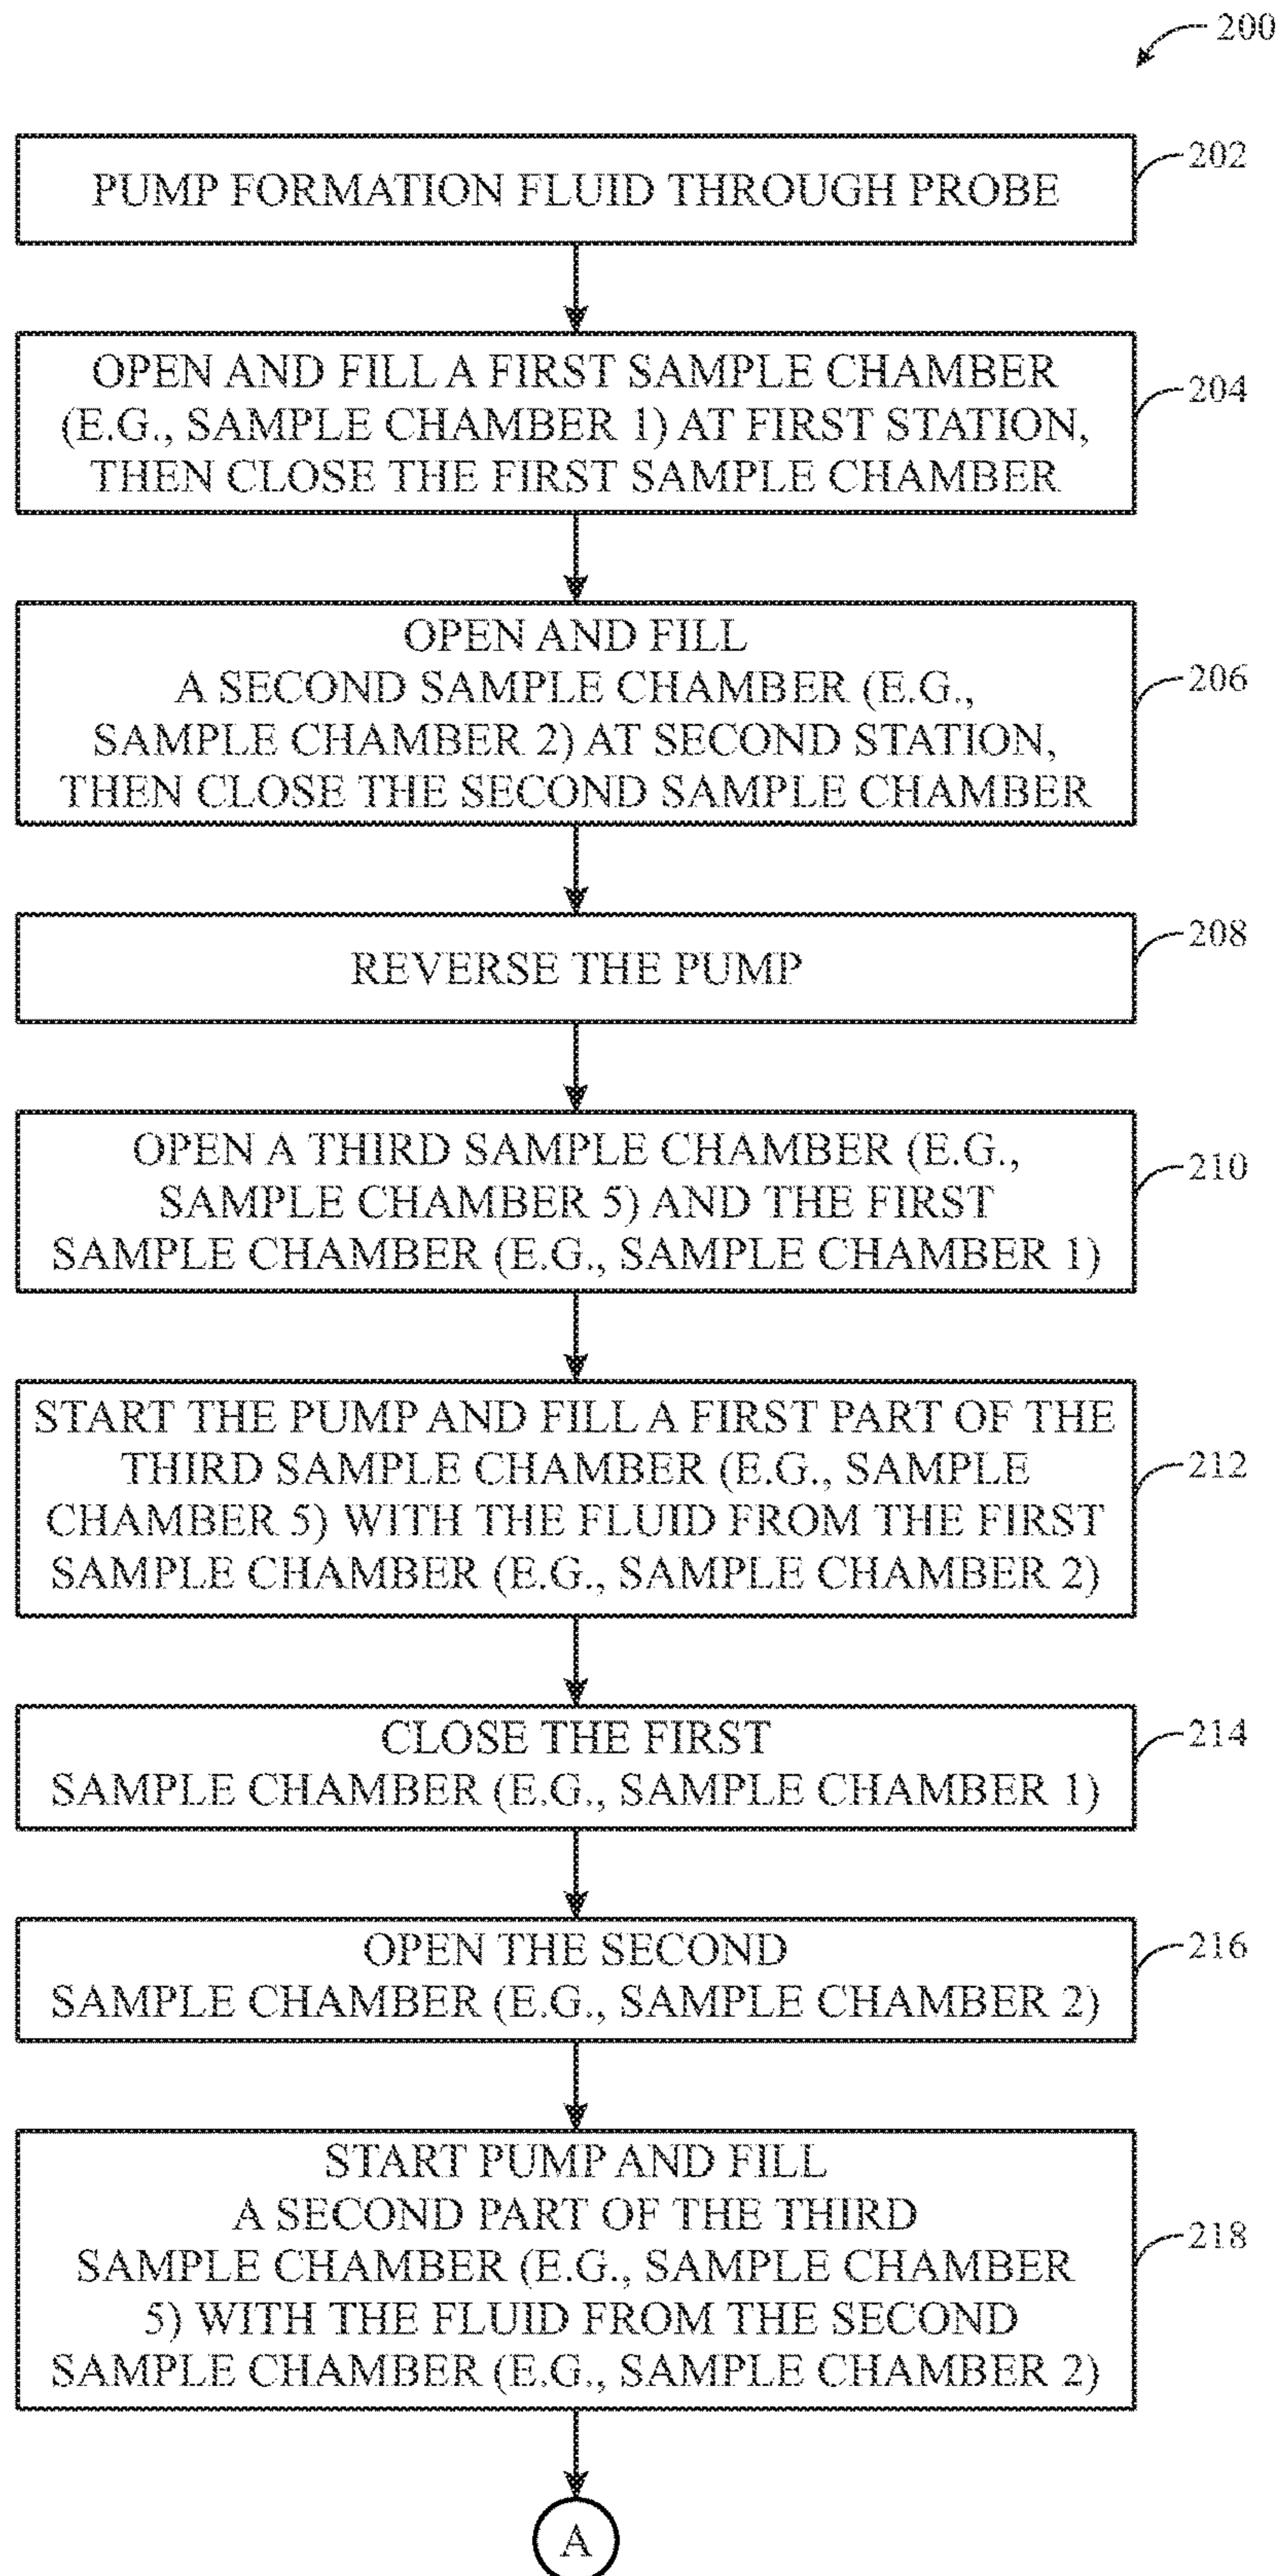 200
PUMP FORMATION FLUID THROUGH PROBE
202
OPEN AND FILL A FIRST SAMPLE CHAMBER
(E.G., SAMPLE CHAMBER 1) AT FIRST STATION,
THEN CLOSE THE FIRST SAMPLE CHAMBER
204
OPEN AND FILL
A SECOND SAMPLE CHAMBER (E.G.,
SAMPLE CHAMBER 2) AT SECOND STATION,
THEN CLOSE THE SECOND SAMPLE CHAMBER
206
REVERSE THE PUMP
208
OPEN A THIRD SAMPLE CHAMBER (E.G.,
SAMPLE CHAMBER 5) AND THE FIRST
SAMPLE CHAMBER (E.G., SAMPLE CHAMBER 1)
210
START THE PUMP AND FILL A FIRST PART OF THE
THIRD SAMPLE CHAMBER (E.G., SAMPLE
CHAMBER 5) WITH THE FLUID FROM THE FIRST
SAMPLE CHAMBER (E.G., SAMPLE CHAMBER 2)
212
CLOSE THE FIRST
SAMPLE CHAMBER (E.G., SAMPLE CHAMBER 1)
214
OPEN THE SECOND
SAMPLE CHAMBER (E.G., SAMPLE CHAMBER 2)
216
START PUMP AND FILL
A SECOND PART OF THE THIRD
SAMPLE CHAMBER (E.G., SAMPLE CHAMBER
5) WITH THE FLUID FROM THE SECOND
SAMPLE CHAMBER (E.G., SAMPLE CHAMBER 2)
218
A